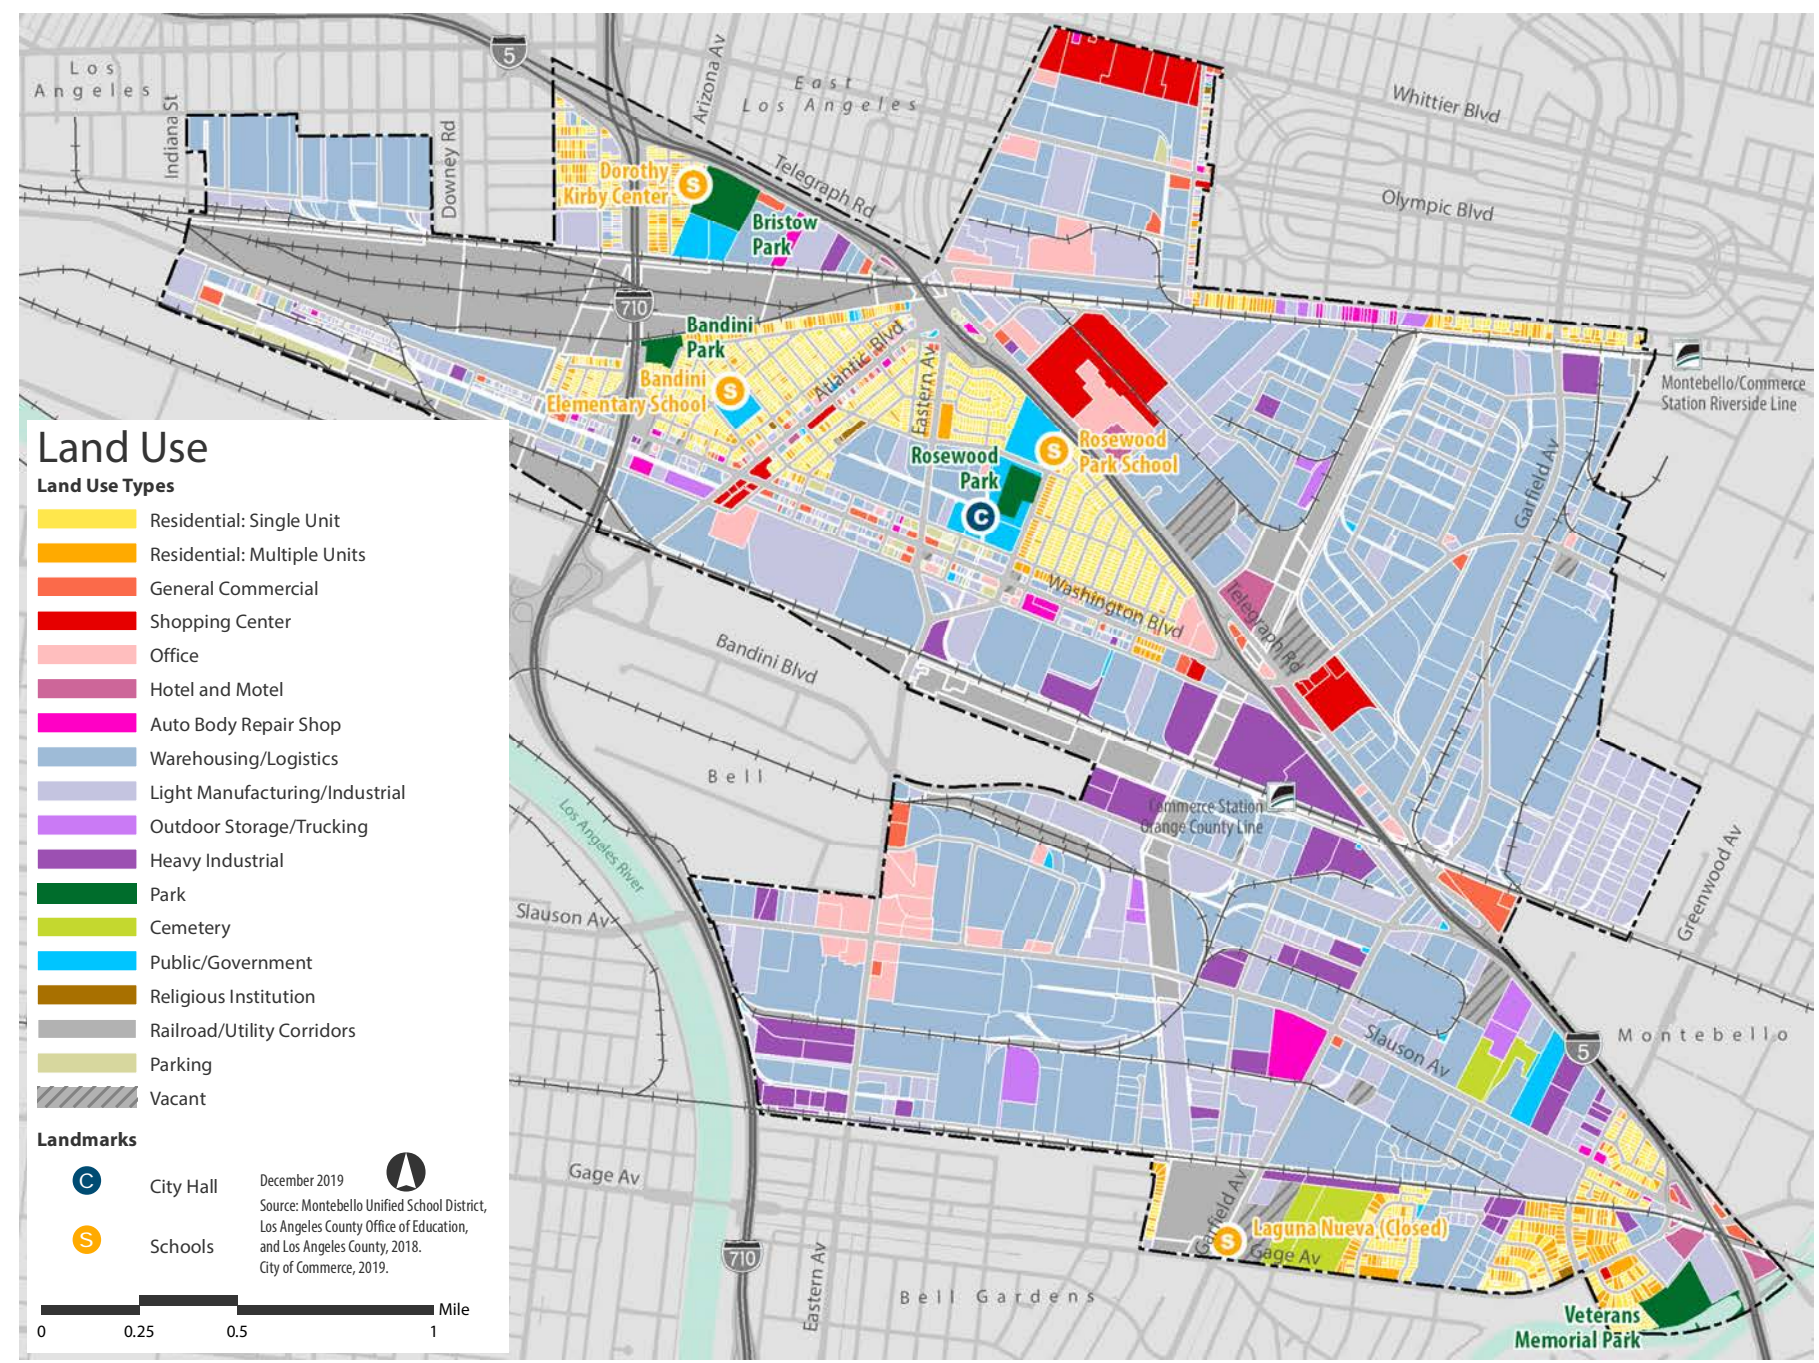 Los
Angeles
Indiana St
Downey Rd
5
Arizona Av
East
Los Angeles
Telegraph Rd
Whittier Blvd
Olympic Blvd
Dorothy
Kirby Center
S
Bristow
Park
710
Bandini
Park
Bandini
Elementary School
S
Atlantic Blvd
Eastern Av
Rosewood
Park
C
S
Rosewood
Park School
Montebello/Commerce
Station Riverside Line
Garfield Av
Washington Blvd
Telegraph Rd
Bandini Blvd
Bell
Los Angeles River
Slauson Av
Commerce Station
Orange County Line
Greenwood Av
Slauson Av
5
Montebello
Gage Av
710
Eastern Av
Bell Gardens
Garfield Av
S
Laguna Nueva (Closed)
Gage Av
Veterans
Memorial Park
Land Use
Land Use Types
Residential: Single Unit
Residential: Multiple Units
General Commercial
Shopping Center
Office
Hotel and Motel
Auto Body Repair Shop
Warehousing/Logistics
Light Manufacturing/Industrial
Outdoor Storage/Trucking
Heavy Industrial
Park
Cemetery
Public/Government
Religious Institution
Railroad/Utility Corridors
Parking
Vacant
Landmarks
C City Hall
S Schools
December 2019
Source: Montebello Unified School District,
Los Angeles County Office of Education,
and Los Angeles County, 2018.
City of Commerce, 2019.
Mile
0 0.25 0.5 1